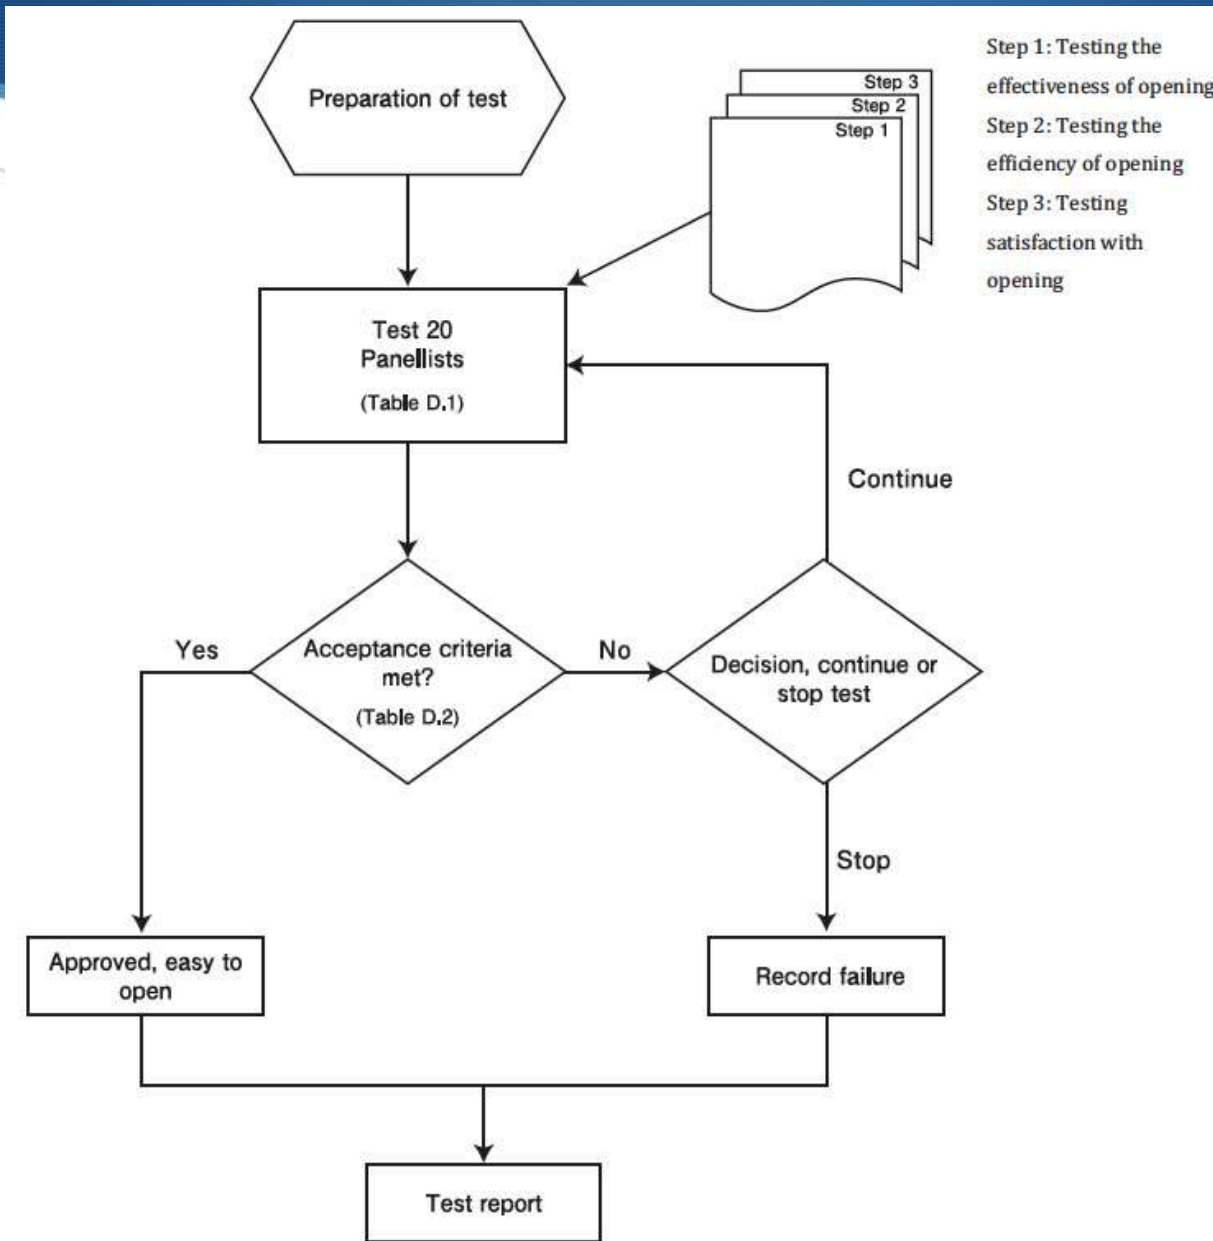 Preparation of test
Step 3
Step 2
Step 1
Step 1: Testing the
effectiveness of opening
Step 2: Testing the
efficiency of opening
Step 3: Testing
satisfaction with
opening
Test 20
Panellists
(Table D.1)
Continue
Yes
Acceptance criteria
met?
(Table D.2)
No
Decision, continue or
stop test
Stop
Approved, easy to
open
Record failure
Test report